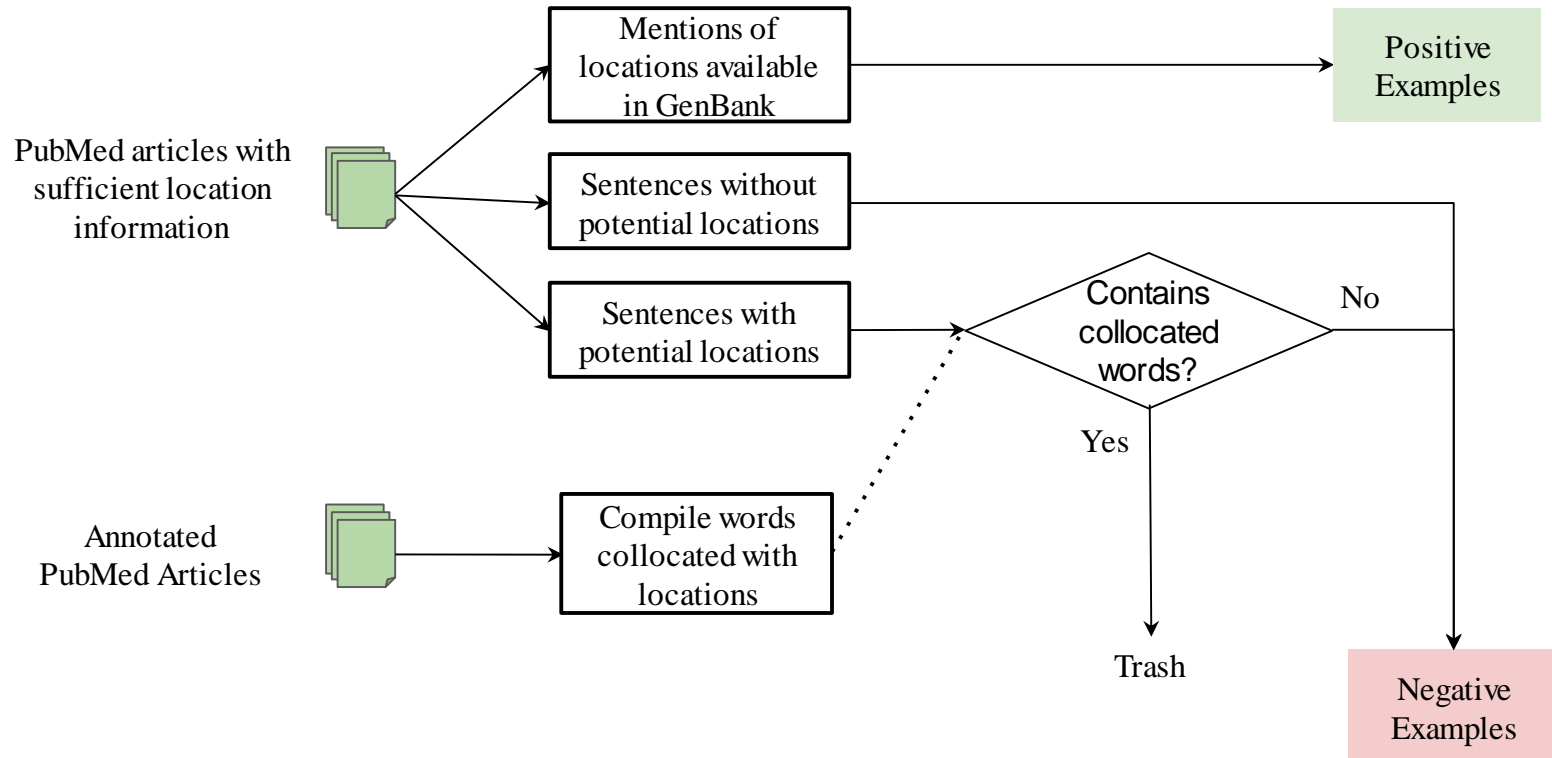 Mentions of
locations available
in GenBank
Positive
Examples
PubMed articles with
sufficient location
information
Sentences without
potential locations
Sentences with
potential locations
Contains
collocated
words?
No
Yes
Annotated
PubMed Articles
Compile words
collocated with
locations
Trash
Negative
Examples